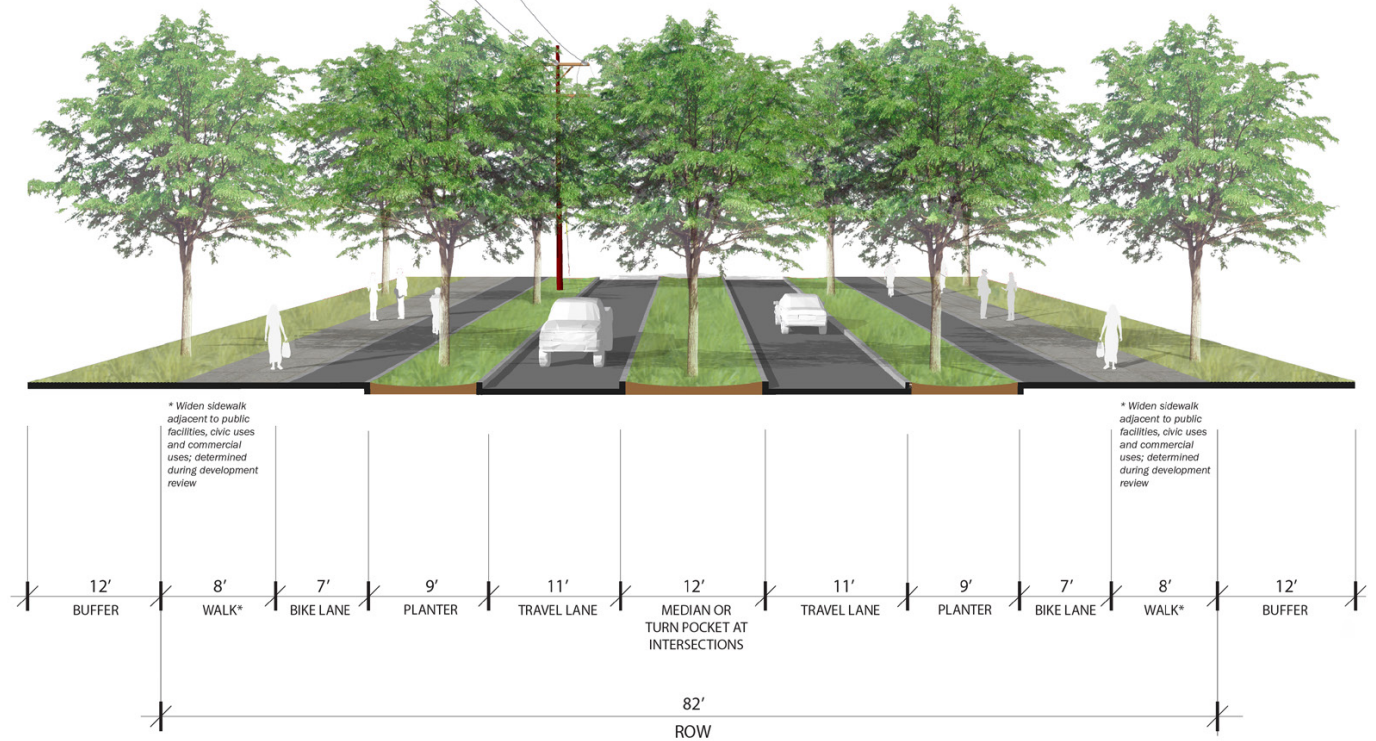 * Widen sidewalk
adjacent to public
facilities, civic uses
and commercial
uses; determined
during development
review
* Widen sidewalk
adjacent to public
facilities, civic uses
and commercial
uses; determined
during development
review
12’ 8’ 7’ 9’ 11’ 12’ 11’ 9’ 7’ 8’ 12’
BUFFER WALK* BIKE LANE PLANTER TRAVEL LANE MEDIAN OR TRAVEL LANE PLANTER BIKE LANE WALK* BUFFER
TURN POCKET AT
INTERSECTIONS
82’
ROW